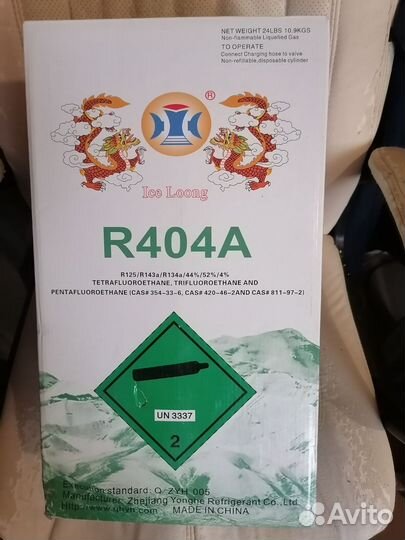 NET WEIGHT 24LBS 10.9KGS
Non-flammable Liquefied Gas
TO OPERATE
Connect Charging hose to valve
Non-refillable,disposable cylinder
®
Ice Loong
R404A
R125/R143a/R134a/44%/52%/4%
TETRAFLUOROETHANE, TRIFLUOROETHANE AND
PENTAFLUOROETHANE (CAS# 354-33-6, CAS# 420-46-2AND CAS# 811-97-2)
UN 3337
2
Execution standard: Q/ZYH 005
Manufacturer: Zhejiang Yonghe Refrigerant Co.,Ltd.
MADE IN CHINA
Avito